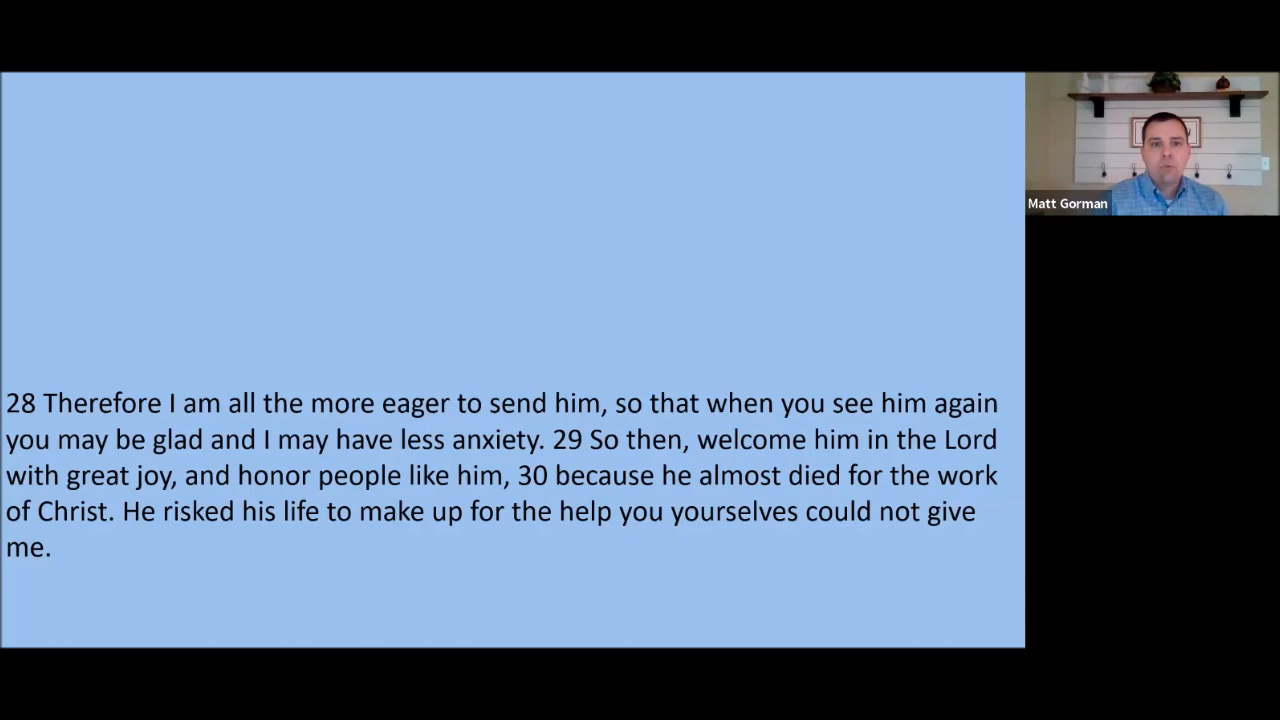 28 Therefore I am all the more eager to send him, so that when you see him again
you may be glad and I may have less anxiety. 29 So then, welcome him in the Lord
with great joy, and honor people like him, 30 because he almost died for the work
of Christ. He risked his life to make up for the help you yourselves could not give
me.
Matt Gorman